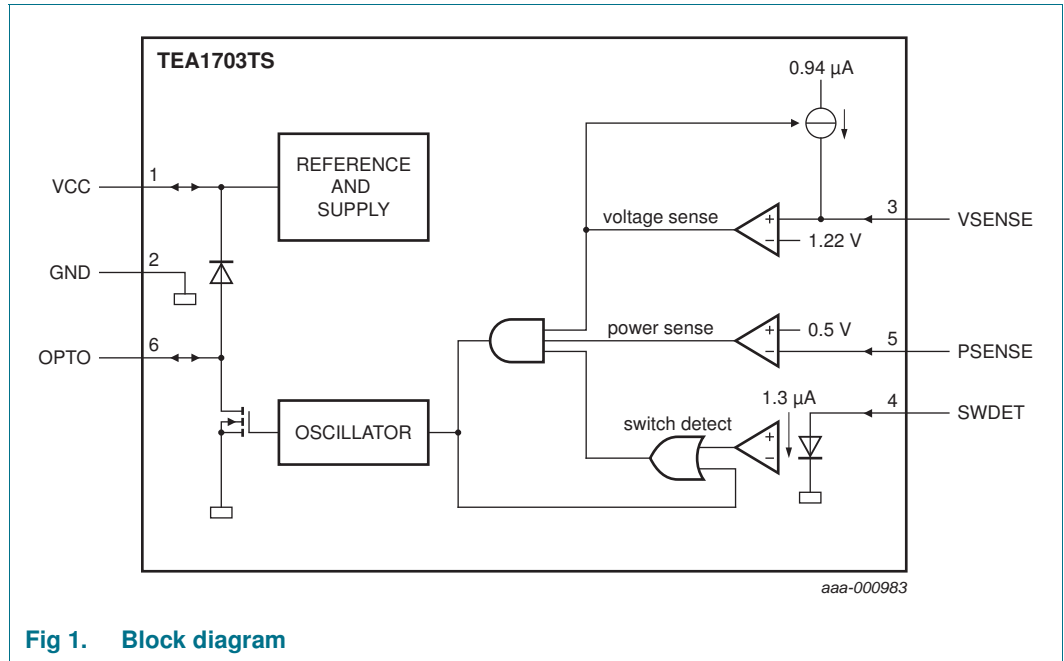 TEA1703TS
0.94 µA
REFERENCE
AND
SUPPLY
VCC
1
voltage sense
+
−
1.22 V
3
VSENSE
GND
2
OPTO
6
power sense
+
−
0.5 V
5
PSENSE
1.3 µA
4
SWDET
OSCILLATOR
switch detect
+
−
aaa-000983
Fig 1. Block diagram